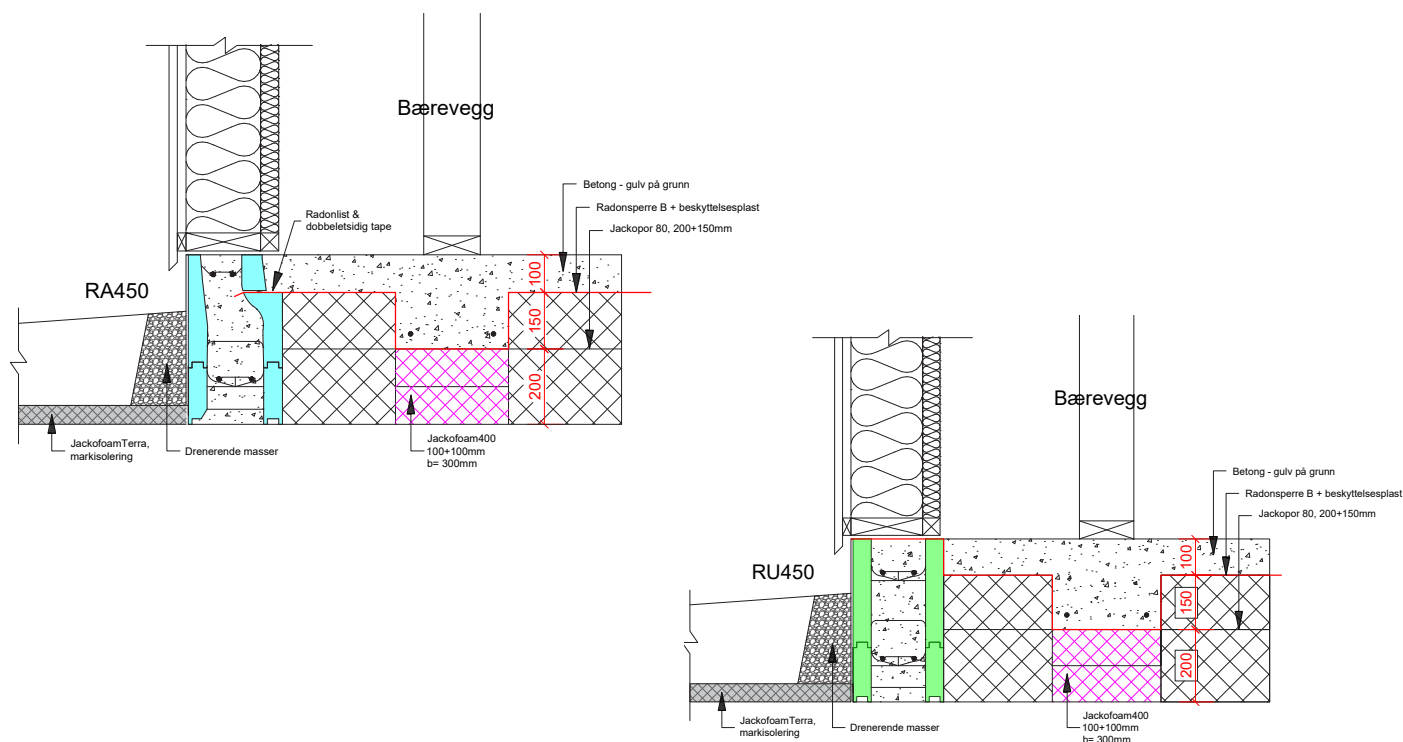 Bærevegg
Betong - gulv på grunn
Radonsperre B + beskyttelsesplast
Jackopor 80, 200+150mm
Radonlist &
dobbeletsidig tape
RA450
100
150
200
JackofoamTerra,
markisolering
Drenerende masser
Jackofoam400
100+100mm
b= 300mm
Bærevegg
Betong - gulv på grunn
Radonsperre B + beskyttelsesplast
Jackopor 80, 200+150mm
RU450
100
150
200
JackofoamTerra,
markisolering
Drenerende masser
Jackofoam400
100+100mm
b= 300mm